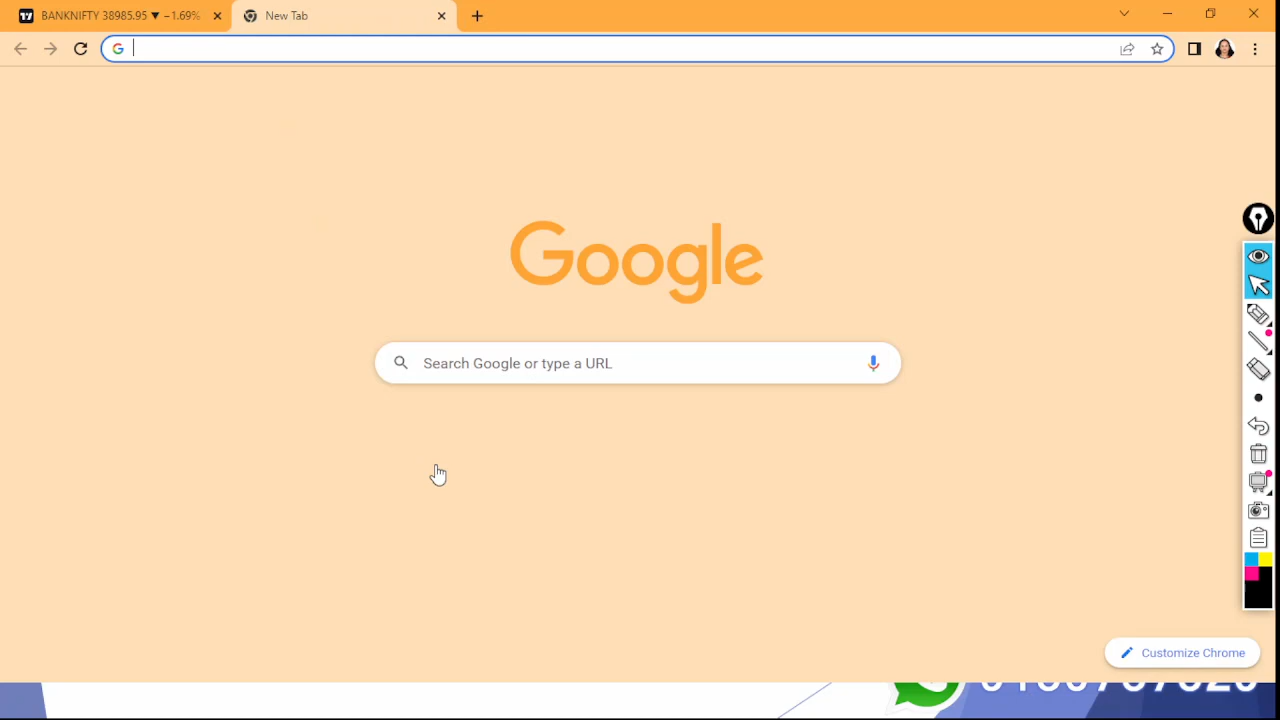 BANKNIFTY 38985.95 ▼ −1.69%
New Tab
Google
Search Google or type a URL
Customize Chrome